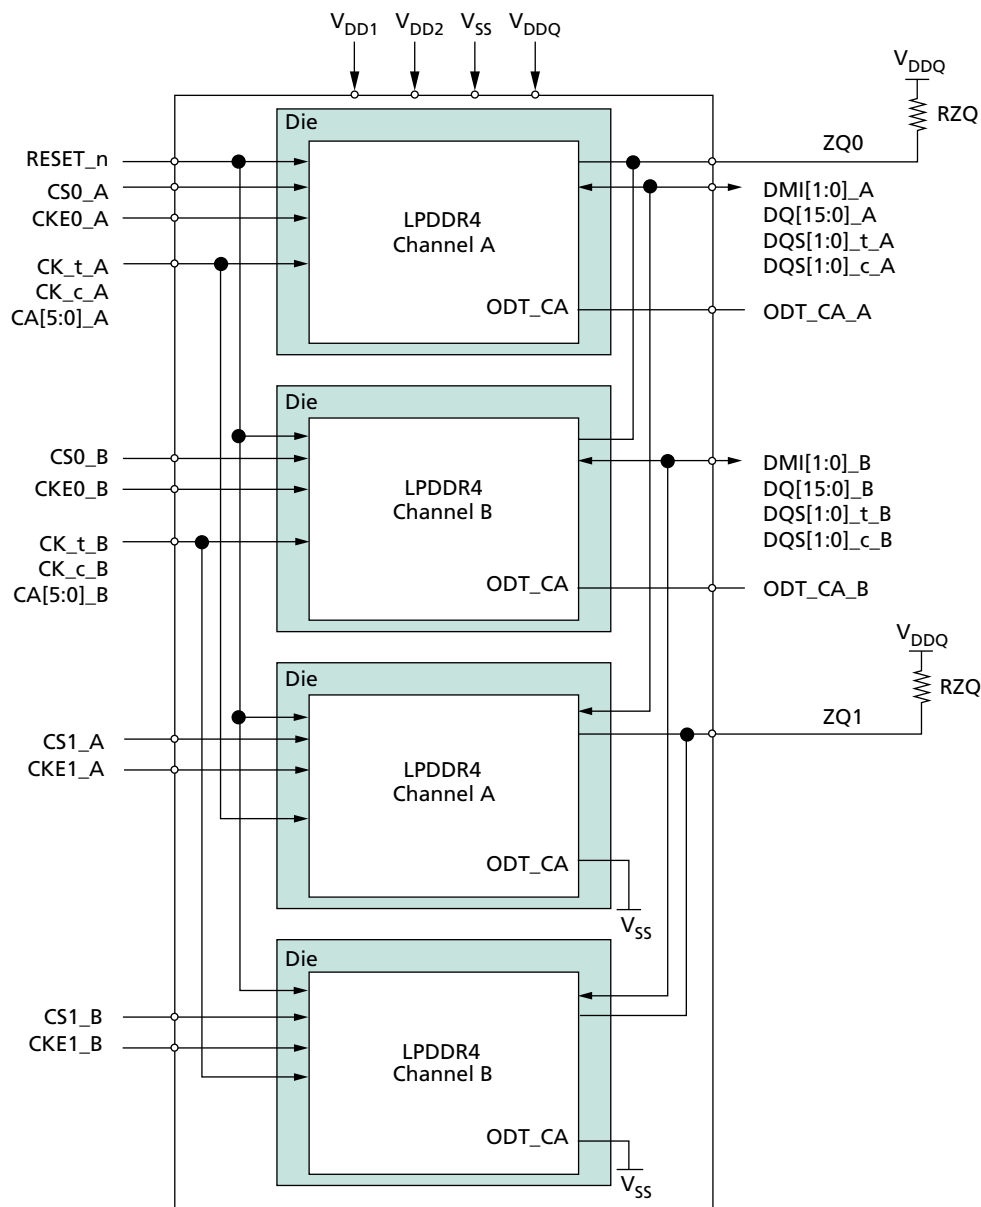 VDD1 VDD2 VSS VDDQ
VDDQ
RZQ
ZQ0
Die
RESET_n
CS0_A
CKE0_A
CK_t_A
CK_c_A
CA[5:0]_A
LPDDR4
Channel A
ODT_CA
DMI[1:0]_A
DQ[15:0]_A
DQS[1:0]_t_A
DQS[1:0]_c_A
ODT_CA_A
Die
CS0_B
CKE0_B
CK_t_B
CK_c_B
CA[5:0]_B
LPDDR4
Channel B
ODT_CA
DMI[1:0]_B
DQ[15:0]_B
DQS[1:0]_t_B
DQS[1:0]_c_B
ODT_CA_B
VDDQ
RZQ
ZQ1
Die
CS1_A
CKE1_A
LPDDR4
Channel A
ODT_CA
VSS
Die
CS1_B
CKE1_B
LPDDR4
Channel B
ODT_CA
VSS